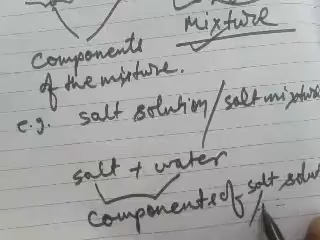 Mixture
Components
of the mixture.
e.g. salt solution / salt mixture
salt + water
Components of salt solu